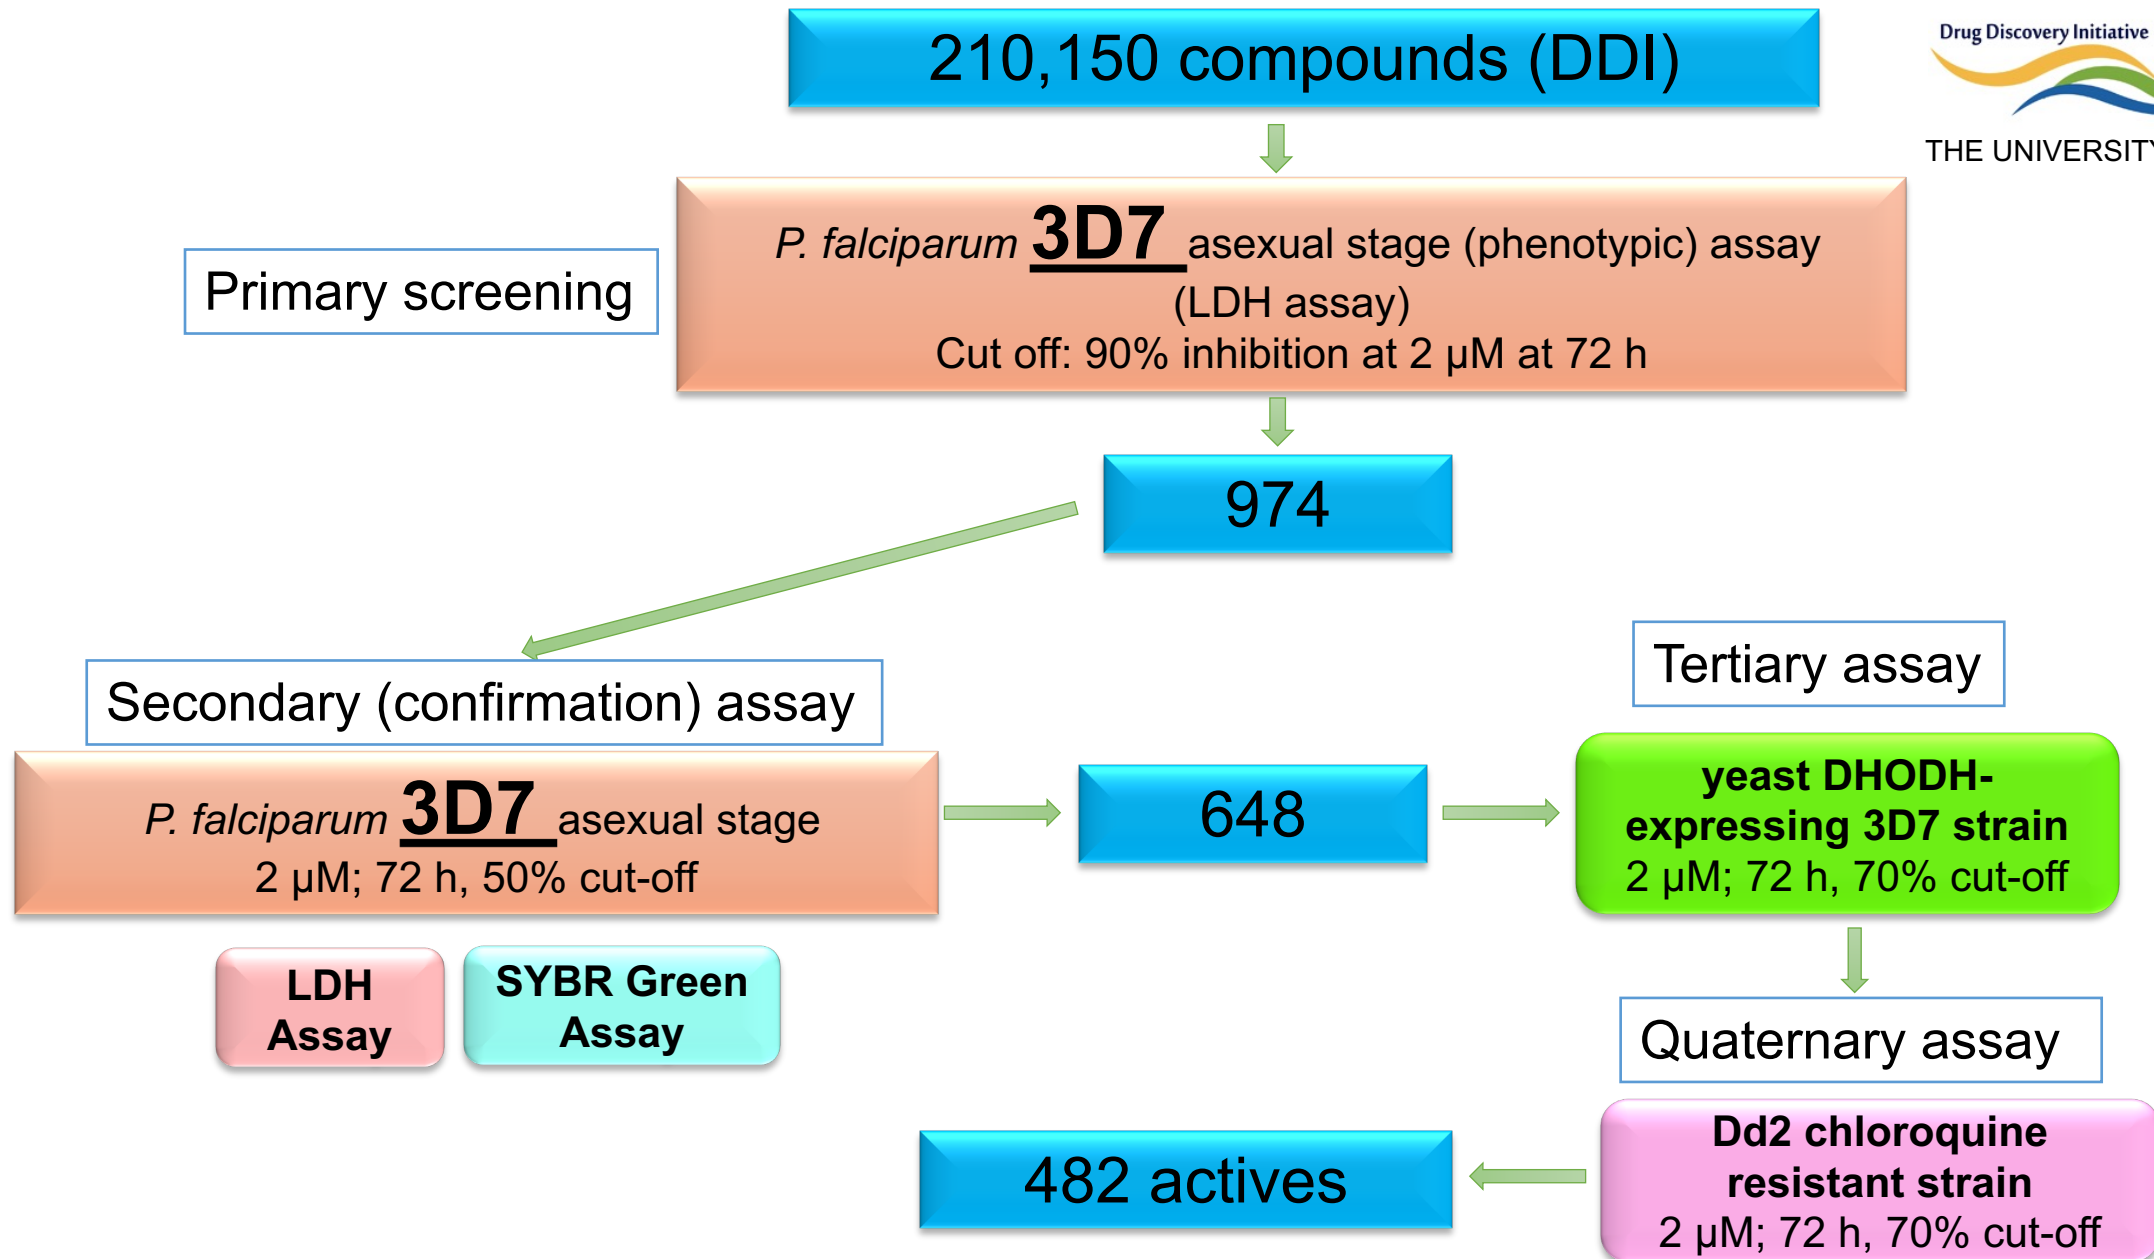 210,150 compounds (DDI)
Drug Discovery Initiative
THE UNIVERSITY
Primary screening
P. falciparum 3D7 asexual stage (phenotypic) assay
(LDH assay)
Cut off: 90% inhibition at 2 μM at 72 h
974
Secondary (confirmation) assay
P. falciparum 3D7 asexual stage
2 μM; 72 h, 50% cut-off
LDH
Assay
SYBR Green
Assay
648
Tertiary assay
yeast DHODH-
expressing 3D7 strain
2 μM; 72 h, 70% cut-off
Quaternary assay
Dd2 chloroquine
resistant strain
2 μM; 72 h, 70% cut-off
482 actives